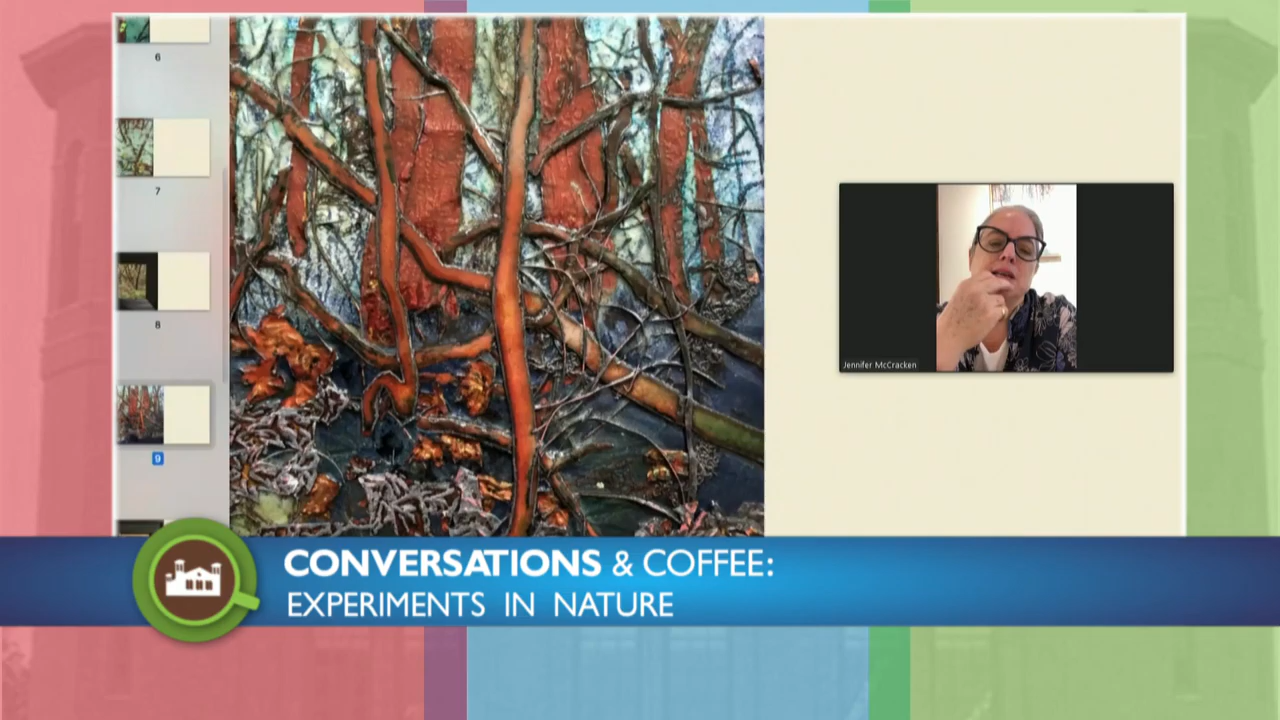 6
7
8
9
Jennifer McCracken
CONVERSATIONS & COFFEE:
EXPERIMENTS IN NATURE